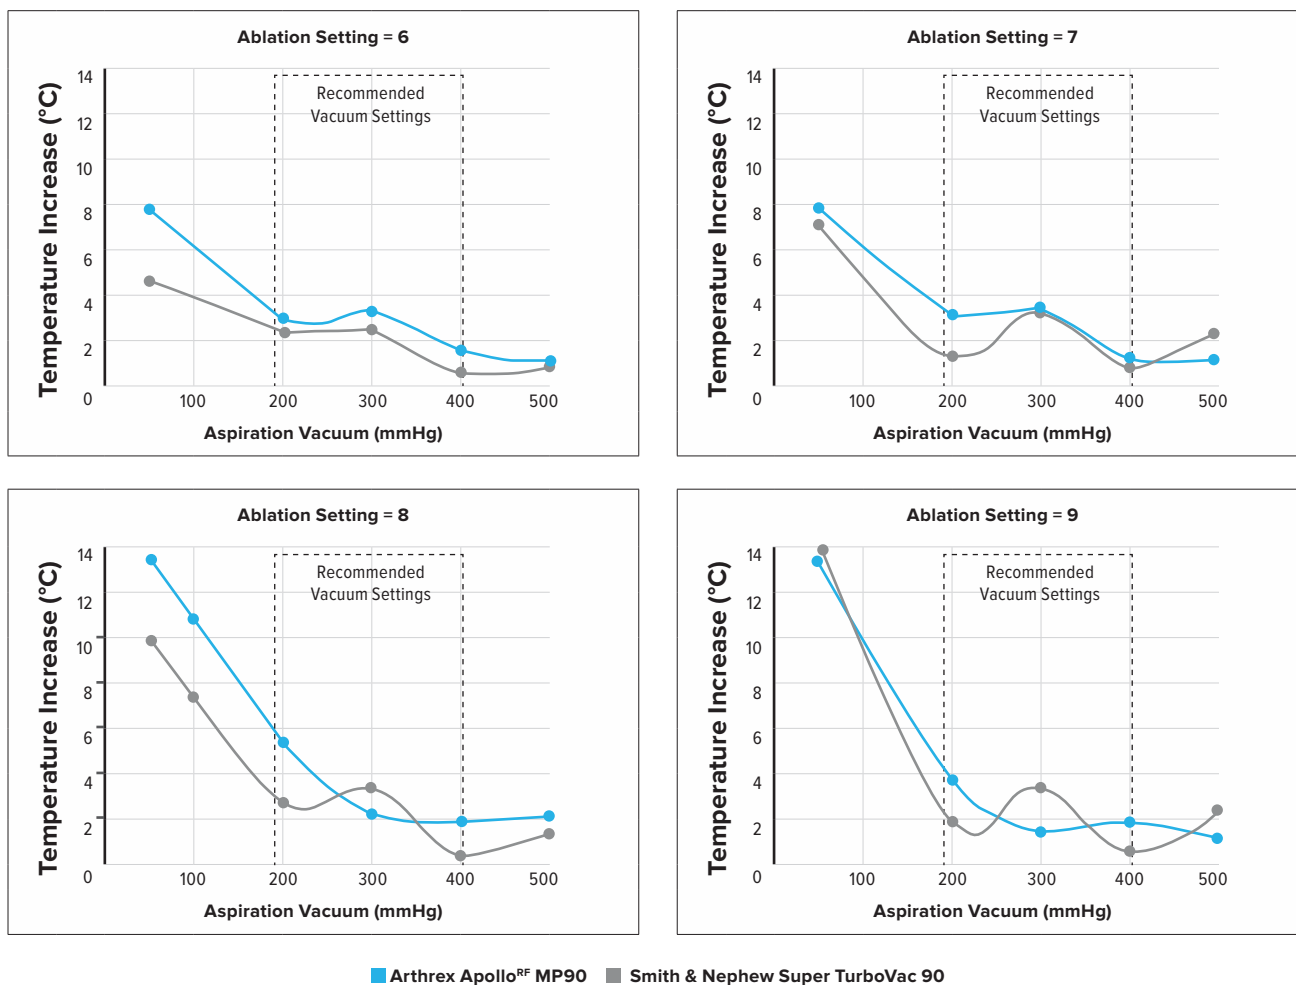 Ablation Setting = 6
Temperature Increase (°C)
14
12
10
8
6
4
2
0
Recommended
Vacuum Settings
100 200 300 400 500
Aspiration Vacuum (mmHg)
Ablation Setting = 7
Temperature Increase (°C)
14
12
10
8
6
4
2
0
Recommended
Vacuum Settings
100 200 300 400 500
Aspiration Vacuum (mmHg)
Ablation Setting = 8
Temperature Increase (°C)
14
12
10
8
6
4
2
0
Recommended
Vacuum Settings
100 200 300 400 500
Aspiration Vacuum (mmHg)
Ablation Setting = 9
Temperature Increase (°C)
14
12
10
8
6
4
2
0
Recommended
Vacuum Settings
100 200 300 400 500
Aspiration Vacuum (mmHg)
Arthrex Apolloᴿᶠ MP90 Smith & Nephew Super TurboVac 90